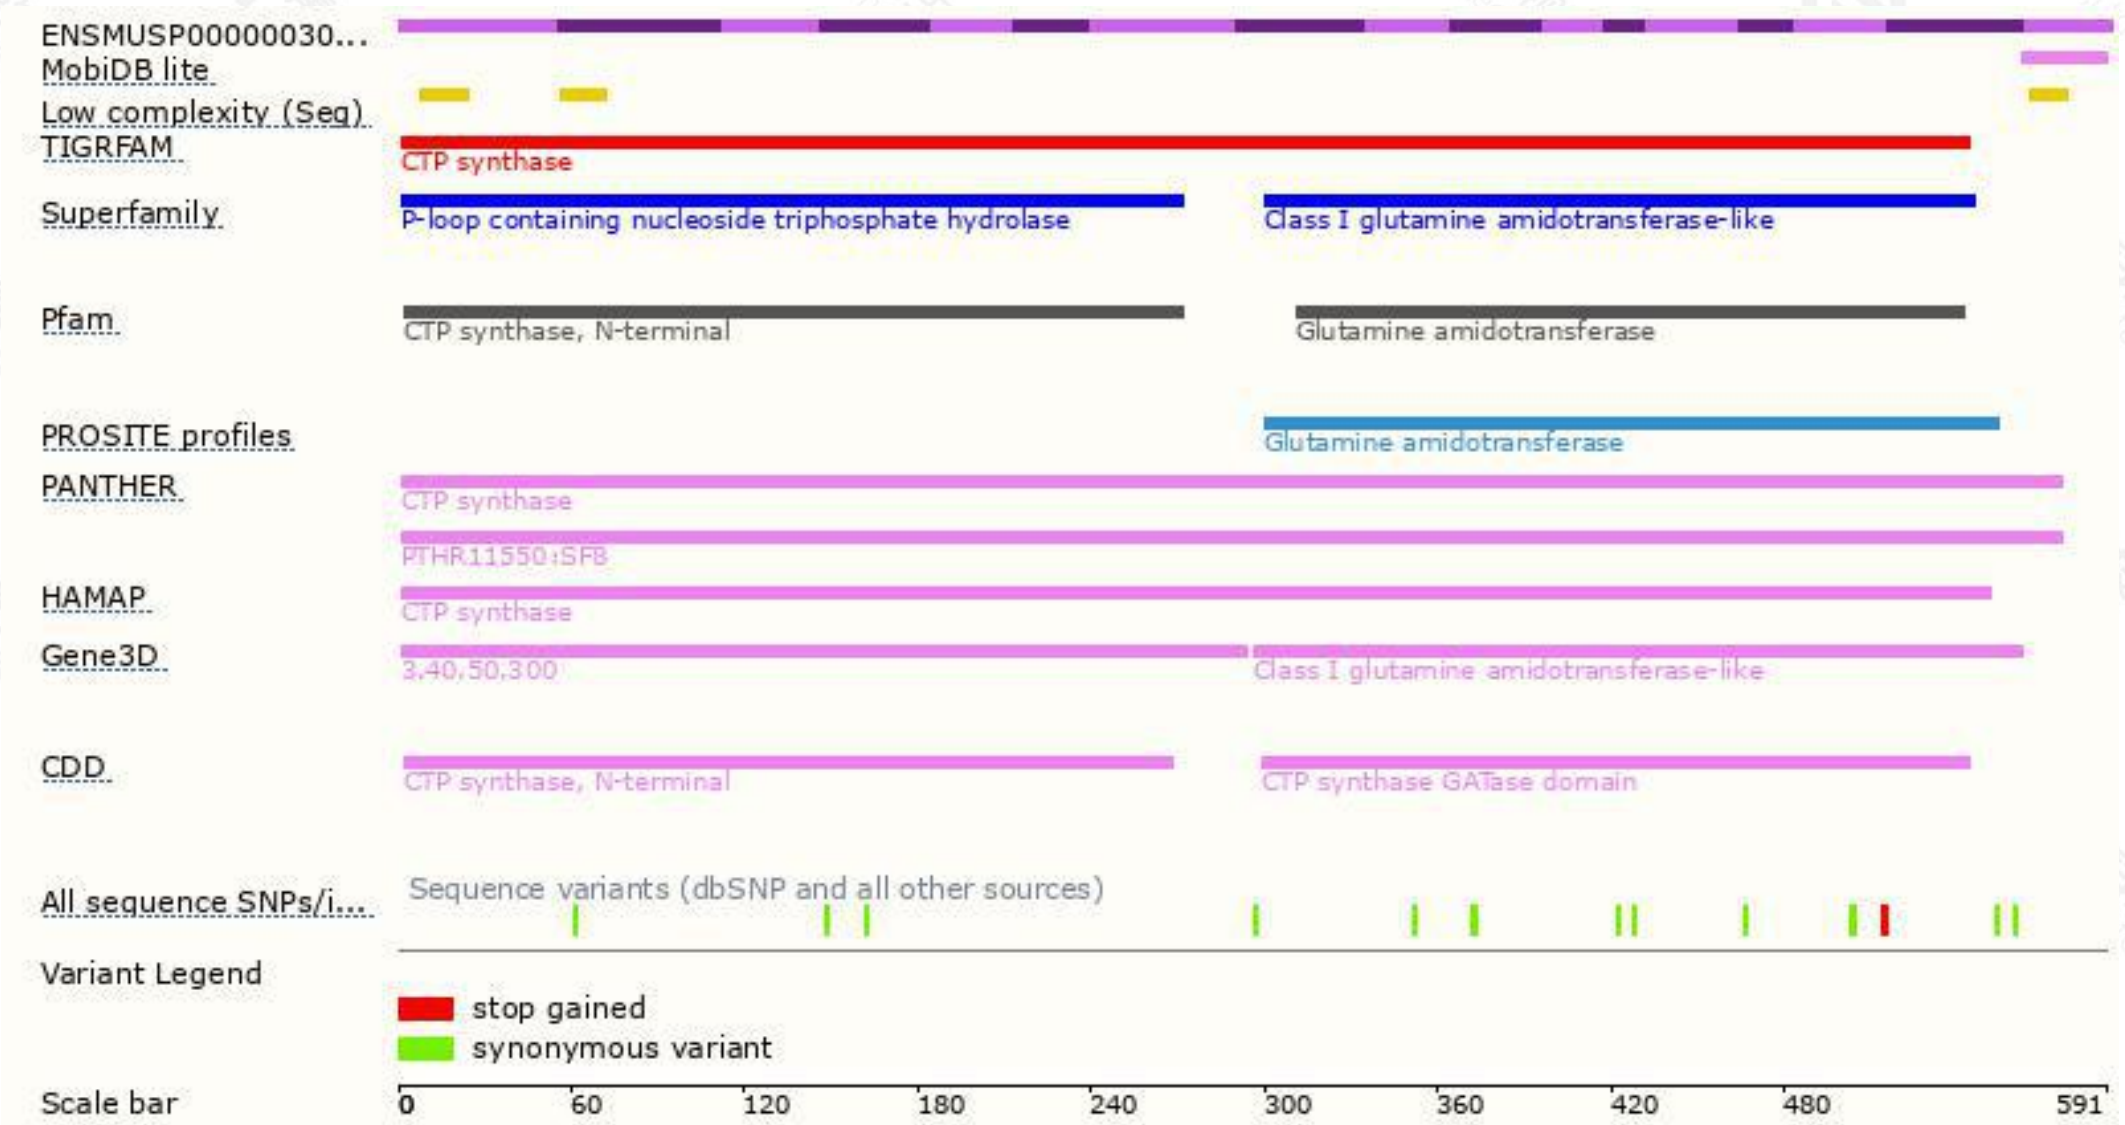 ENSMUSP00000030...
MobiDB lite
Low complexity (Seg)
TIGRFAM
CTP synthase
Superfamily
P-loop containing nucleoside triphosphate hydrolase
Class I glutamine amidotransferase-like
Pfam
CTP synthase, N-terminal
Glutamine amidotransferase
PROSITE profiles
Glutamine amidotransferase
PANTHER
CTP synthase
PTHR11550:SF8
HAMAP
CTP synthase
Gene3D
3.40.50.300
Class I glutamine amidotransferase-like
CDD
CTP synthase, N-terminal
CTP synthase GATase domain
All sequence SNPs/i...
Sequence variants (dbSNP and all other sources)
Variant Legend
stop gained
synonymous variant
Scale bar
0 60 120 180 240 300 360 420 480 591